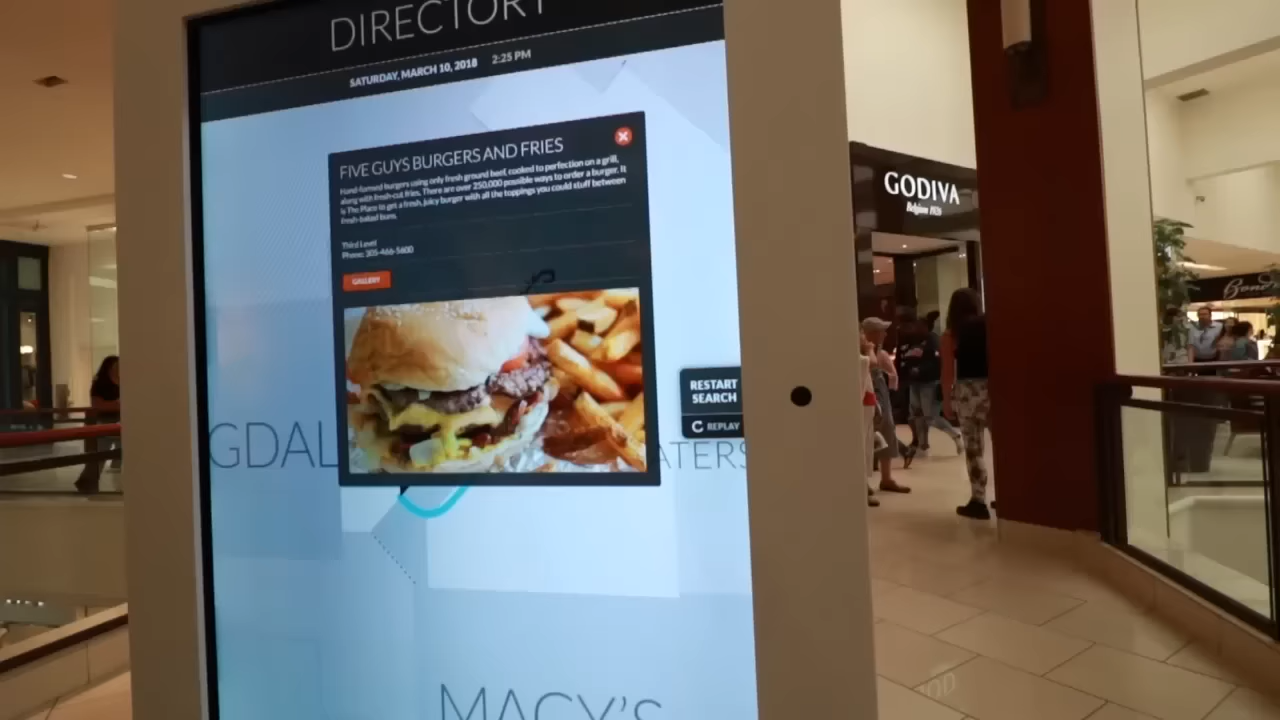 DIRECTORY
SATURDAY, MARCH 10, 2018 2:25 PM
FIVE GUYS BURGERS AND FRIES
Hand-formed burgers using only fresh ground beef, cooked to perfection on a grill,
along with fresh-cut fries. There are over 250,000 possible ways to order a burger. It
is The Place to get a fresh, juicy burger with all the toppings you could stuff between
fresh-baked buns.
Third Level
Phone: 305-466-5600
GALLERY
RESTART
SEARCH
REPLAY
GDAL
ATERS
MACY'S
GODIVA
Belgium 1926